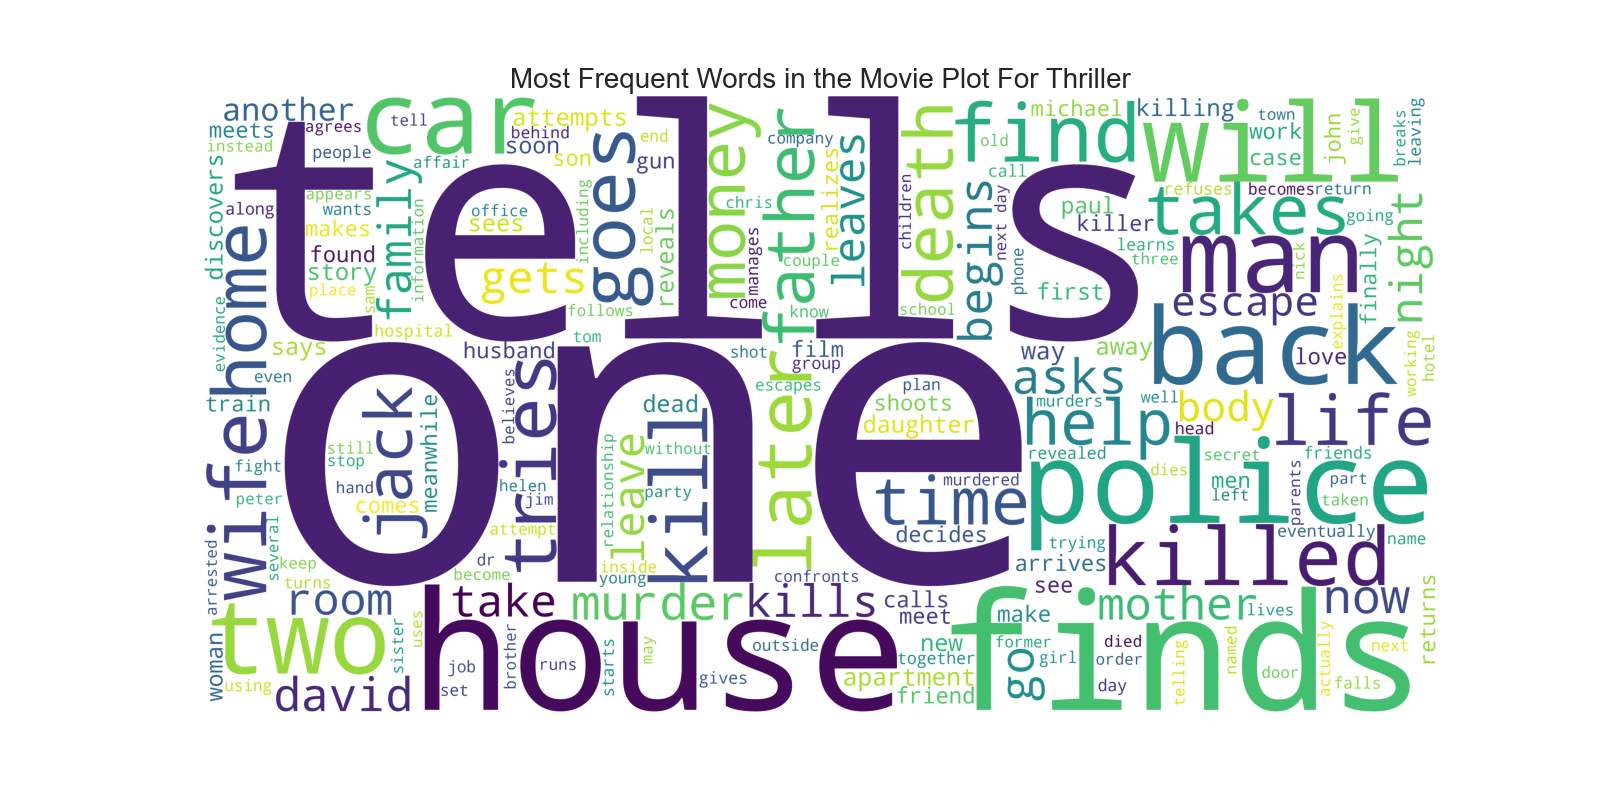 Most Frequent Words in the Movie Plot For Thriller
another
meets
instead
agrees
people
tell
car
affair
attempts
behind
soon
son
goes
end
gun
tells
money
company
father
leaves
death
find
old
michael
call
killing
will
town
work
case
john
give
breaks
leaving
discovers
appears
along
wants
makes
found
story
place
sam
family
information
office
sees
gets
including
local
reveals
chris
manages
come
couple
realizes
children
begins
next day
phone
paul
killer
learns
three
first
refuses
becomes
return
takes
going
man
nick
escape
finally
night
home
evidence
hospital
says
even
train
husband
follows
tom
know
school
shot
film
group
way
away
back
love
explains
working
hotel
one
wife
fight
peter
several
arrested
jack
still
stop
hand
comes
meanwhile
believes
tries
helen
jim
attempt
dr
become
keep
turns
relationship
leave
inside
young
dead
kill
without
party
later
escapes
plan
shoots
daughter
time
murdered
decides
confronts
asks
murders
help
well
body
head
life
revealed
secret
friends
dies
men
left
parents
part
taken
police
trying
arrives
see
killed
eventually
name
woman
two
using
room
sister
uses
david
take
house
job
set
brother
runs
murder
starts
may
gives
kills
outside
calls
meet
new
together
apartment
friend
finds
go
make
former
girl
died
order
day
mother
telling
lives
named
door
now
actually
next
falls
returns